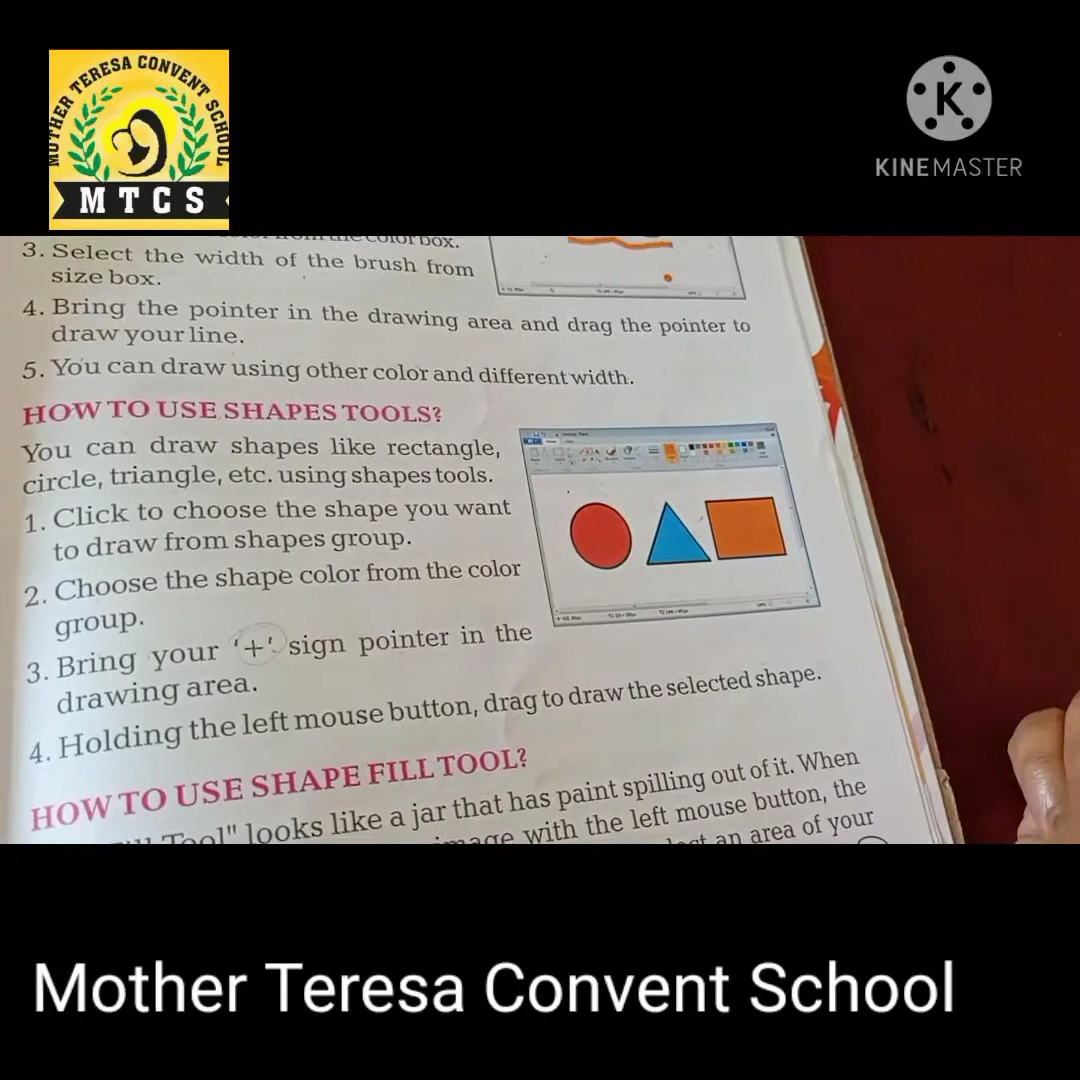 MOTHER TERESA CONVENT SCHOOL
MTCS
K
KINEMASTER
color from the color box.
3. Select the width of the brush from
size box.
4. Bring the pointer in the drawing area and drag the pointer to
draw your line.
5. You can draw using other color and different width.
HOW TO USE SHAPES TOOLS?
You can draw shapes like rectangle,
circle, triangle, etc. using shapes tools.
1. Click to choose the shape you want
to draw from shapes group.
2. Choose the shape color from the color
group.
3. Bring your '+' sign pointer in the
drawing area.
4. Holding the left mouse button, drag to draw the selected shape.
HOW TO USE SHAPE FILL TOOL?
Tool" looks like a jar that has paint spilling out of it. When
image with the left mouse button, the
an area of your
Mother Teresa Convent School